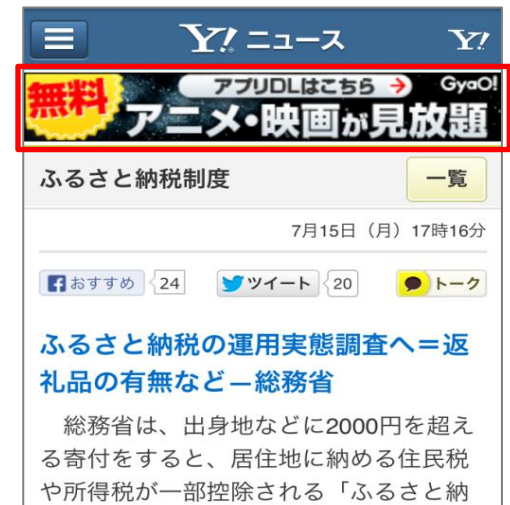 Y! ニュース
Y!
アプリDLはこちら
GyaO!
無料
アニメ・映画が見放題
ふるさと納税制度
一覧
7月15日（月）17時16分
おすすめ 24 ツイート 20 トーク
ふるさと納税の運用実態調査へ＝返
礼品の有無など―総務省
　総務省は、出身地などに2000円を超え
る寄付をすると、居住地に納める住民税
や所得税が一部控除される「ふるさと納